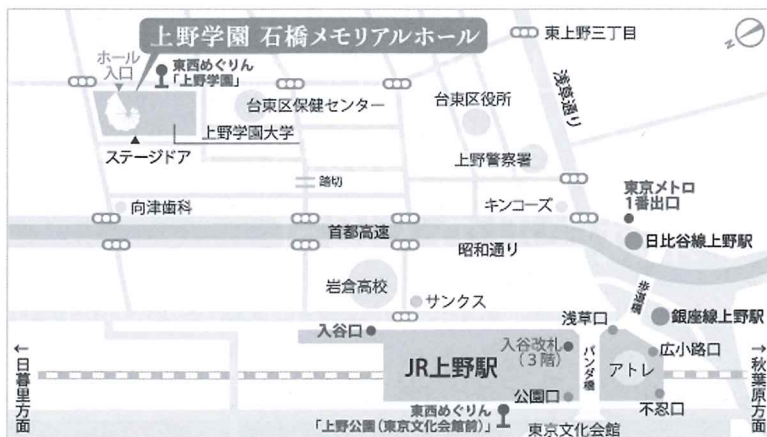 上野学園 石橋メモリアルホール
東上野三丁目
N
ホール
入口
東西めぐりん
「上野学園」
浅草通り
台東区保健センター
台東区役所
上野学園大学
ステージドア
上野警察署
踏切
東京メトロ
1番出口
向津歯科
キンコーズ
首都高速
昭和通り
日比谷線上野駅
岩倉高校
サンクス
歩道橋
入谷口
浅草口
銀座線上野駅
JR上野駅
入谷改札
(3階)
パンダ橋
アトレ
広小路口
←日暮里方面
→秋葉原方面
公園口
不忍口
東西めぐりん
「上野公園(東京文化会館前)」
東京文化会館